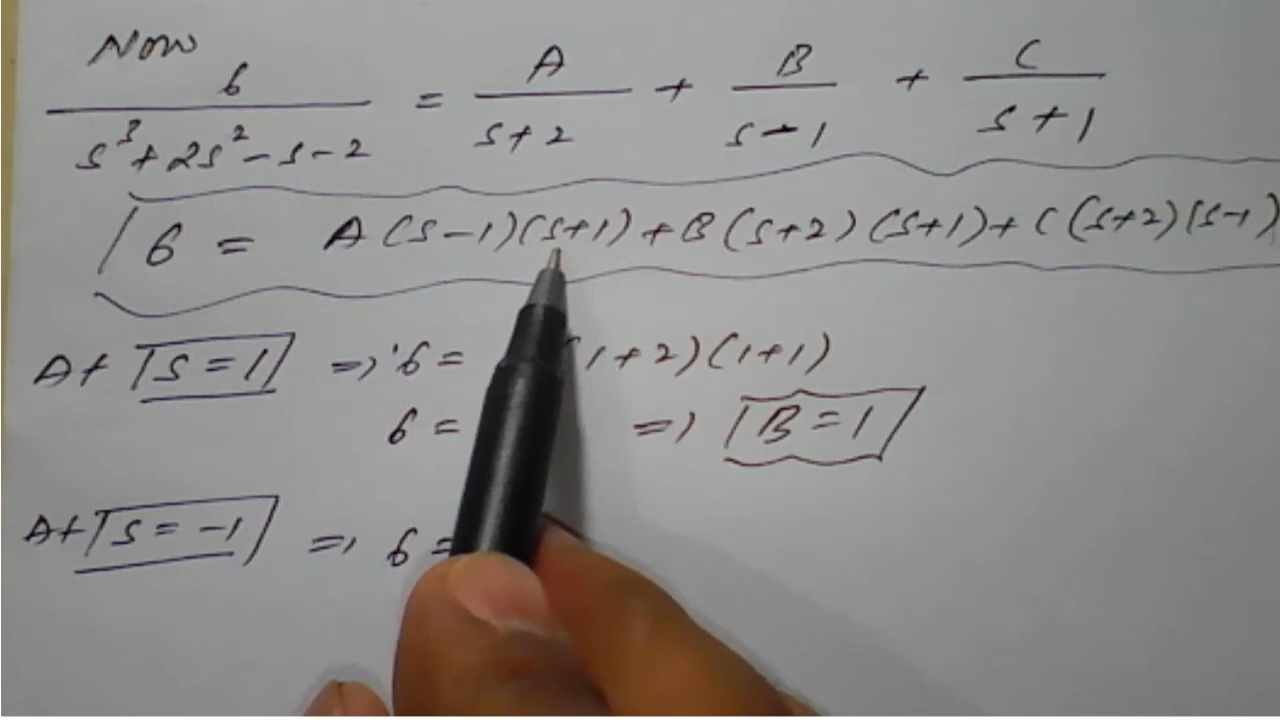 Now
6 / (s³+2s²-s-2) = A / (s+2) + B / (s-1) + C / (s+1)
6 = A(s-1)(s+1)+B(s+2)(s+1)+C(s+2)(s-1)
At s=1 => 6 = (1+2)(1+1)
6 = => B=1
At s=-1 => 6=